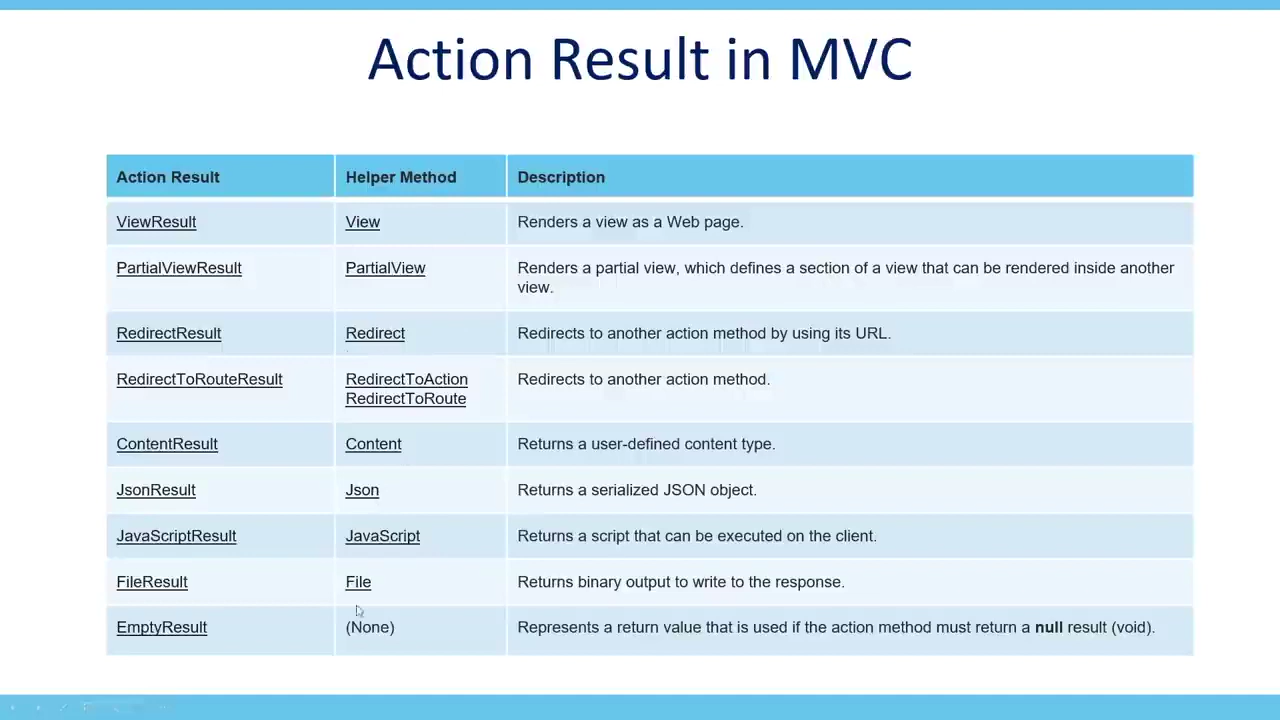 Action Result in MVC
Action Result Helper Method Description
ViewResult View Renders a view as a Web page.
PartialViewResult PartialView Renders a partial view, which defines a section of a view that can be rendered inside another
view.
RedirectResult Redirect Redirects to another action method by using its URL.
RedirectToRouteResult RedirectToAction Redirects to another action method.
RedirectToRoute
ContentResult Content Returns a user-defined content type.
JsonResult Json Returns a serialized JSON object.
JavaScriptResult JavaScript Returns a script that can be executed on the client.
FileResult File Returns binary output to write to the response.
EmptyResult (None) Represents a return value that is used if the action method must return a null result (void).